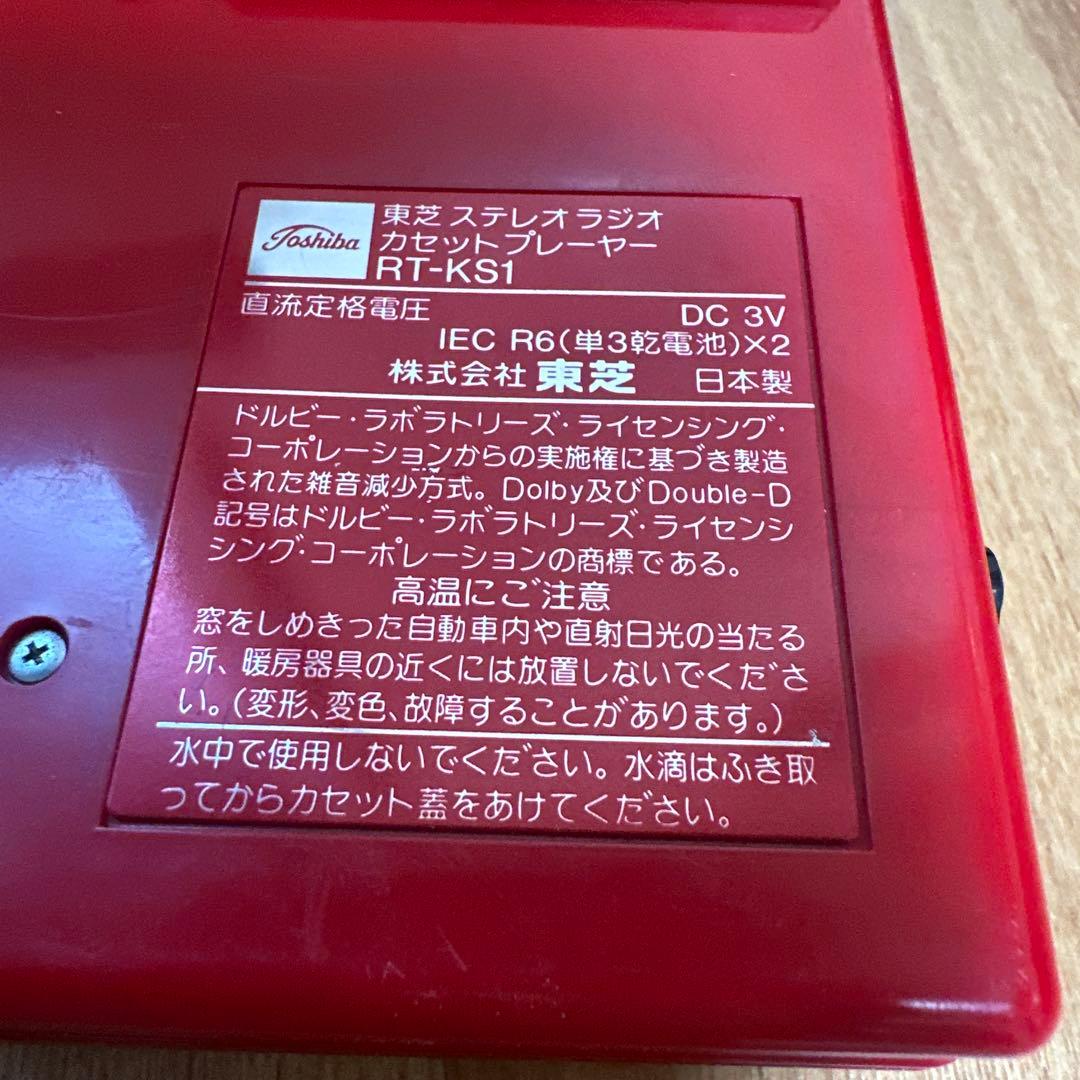 Toshiba
東芝 ステレオ ラジオ
カセットプレーヤー
RT-KS1
直流定格電圧 DC 3V
IEC R6(単3乾電池)×2
株式会社 東芝 日本製
ドルビー・ラボラトリーズ・ライセンシング・
コーポレーションからの実施権に基づき製造
された雑音減少方式。Dolby及びDouble-D
記号はドルビー・ラボラトリーズ・ライセンシ
シング・コーポレーションの商標である。
高温にご注意
窓をしめきった自動車内や直射日光の当たる
所、暖房器具の近くには放置しないでくださ
い。(変形、変色、故障することがあります。)
水中で使用しないでください。水滴はふき取
ってからカセット蓋をあけてください。